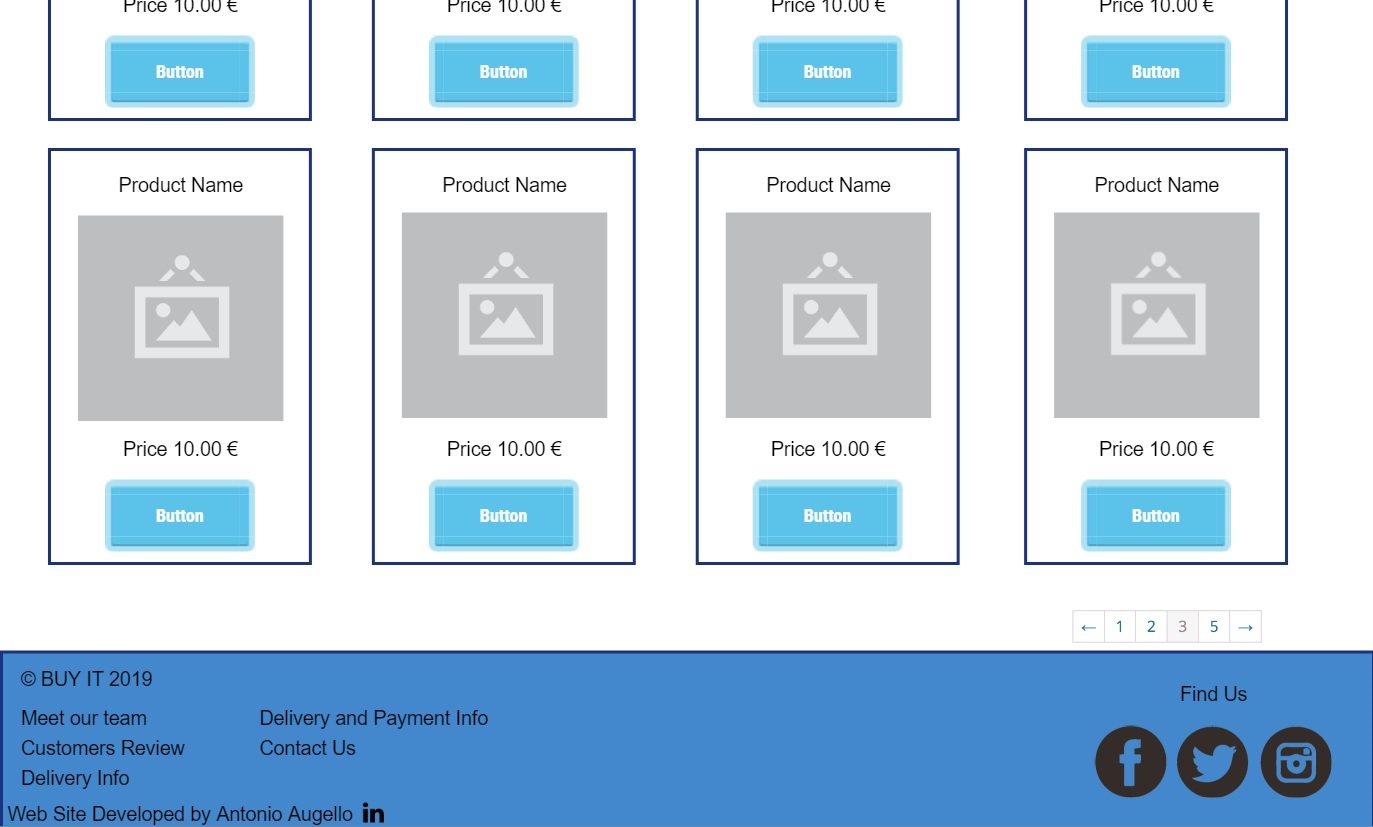 Price 10.00 € Price 10.00 € Price 10.00 € Price 10.00 €
Button Button Button Button
Product Name Product Name Product Name Product Name
Price 10.00 € Price 10.00 € Price 10.00 € Price 10.00 €
Button Button Button Button
← 1 2 3 5 →
© BUY IT 2019
Find Us
Meet our team Delivery and Payment Info
Customers Review Contact Us
Delivery Info
Web Site Developed by Antonio Augello in